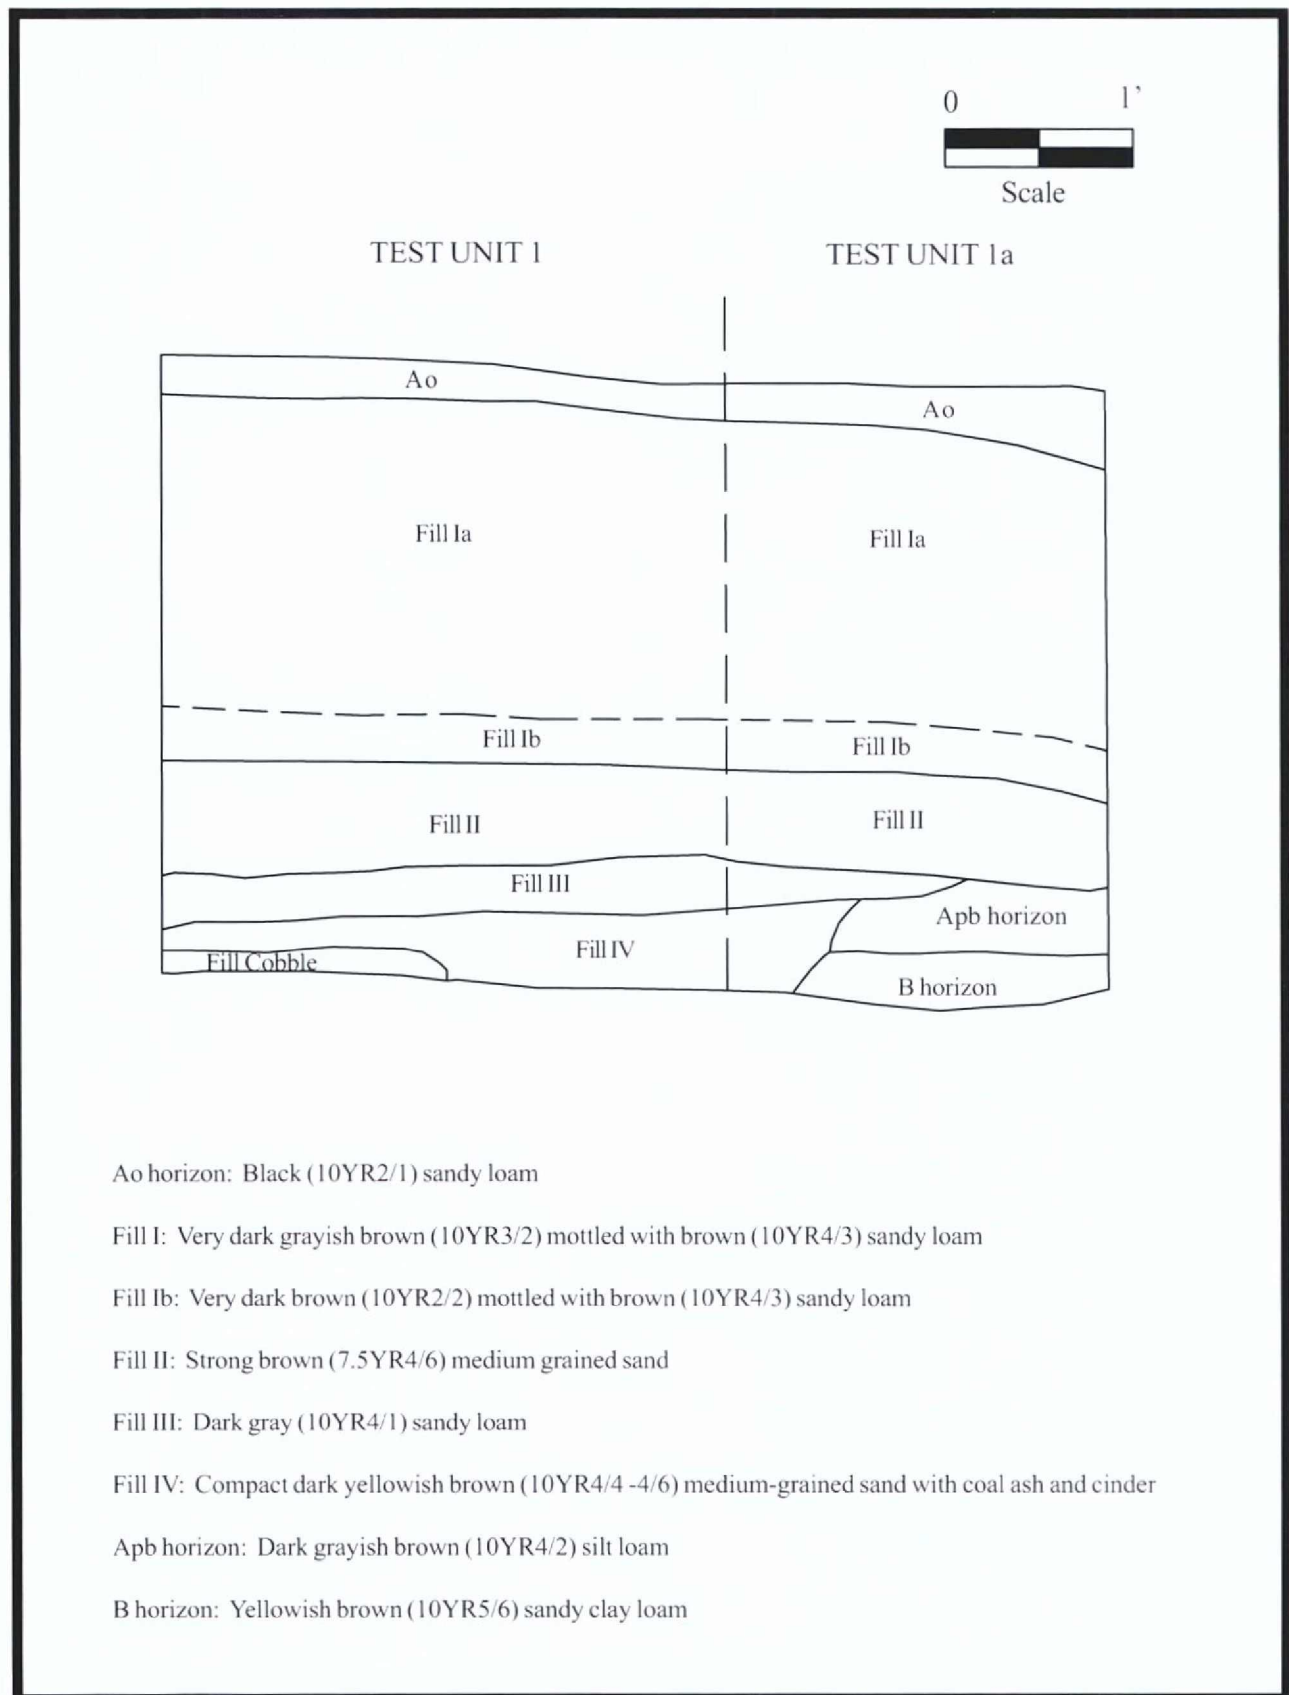 0 1’
Scale
TEST UNIT 1 TEST UNIT 1a
Ao Ao
Fill Ia Fill Ia
Fill Ib Fill Ib
Fill II Fill II
Fill III
Apb horizon
Fill IV
Fill Cobble
B horizon
Ao horizon: Black (10YR2/1) sandy loam
Fill I: Very dark grayish brown (10YR3/2) mottled with brown (10YR4/3) sandy loam
Fill Ib: Very dark brown (10YR2/2) mottled with brown (10YR4/3) sandy loam
Fill II: Strong brown (7.5YR4/6) medium grained sand
Fill III: Dark gray (10YR4/1) sandy loam
Fill IV: Compact dark yellowish brown (10YR4/4 -4/6) medium-grained sand with coal ash and cinder
Apb horizon: Dark grayish brown (10YR4/2) silt loam
B horizon: Yellowish brown (10YR5/6) sandy clay loam